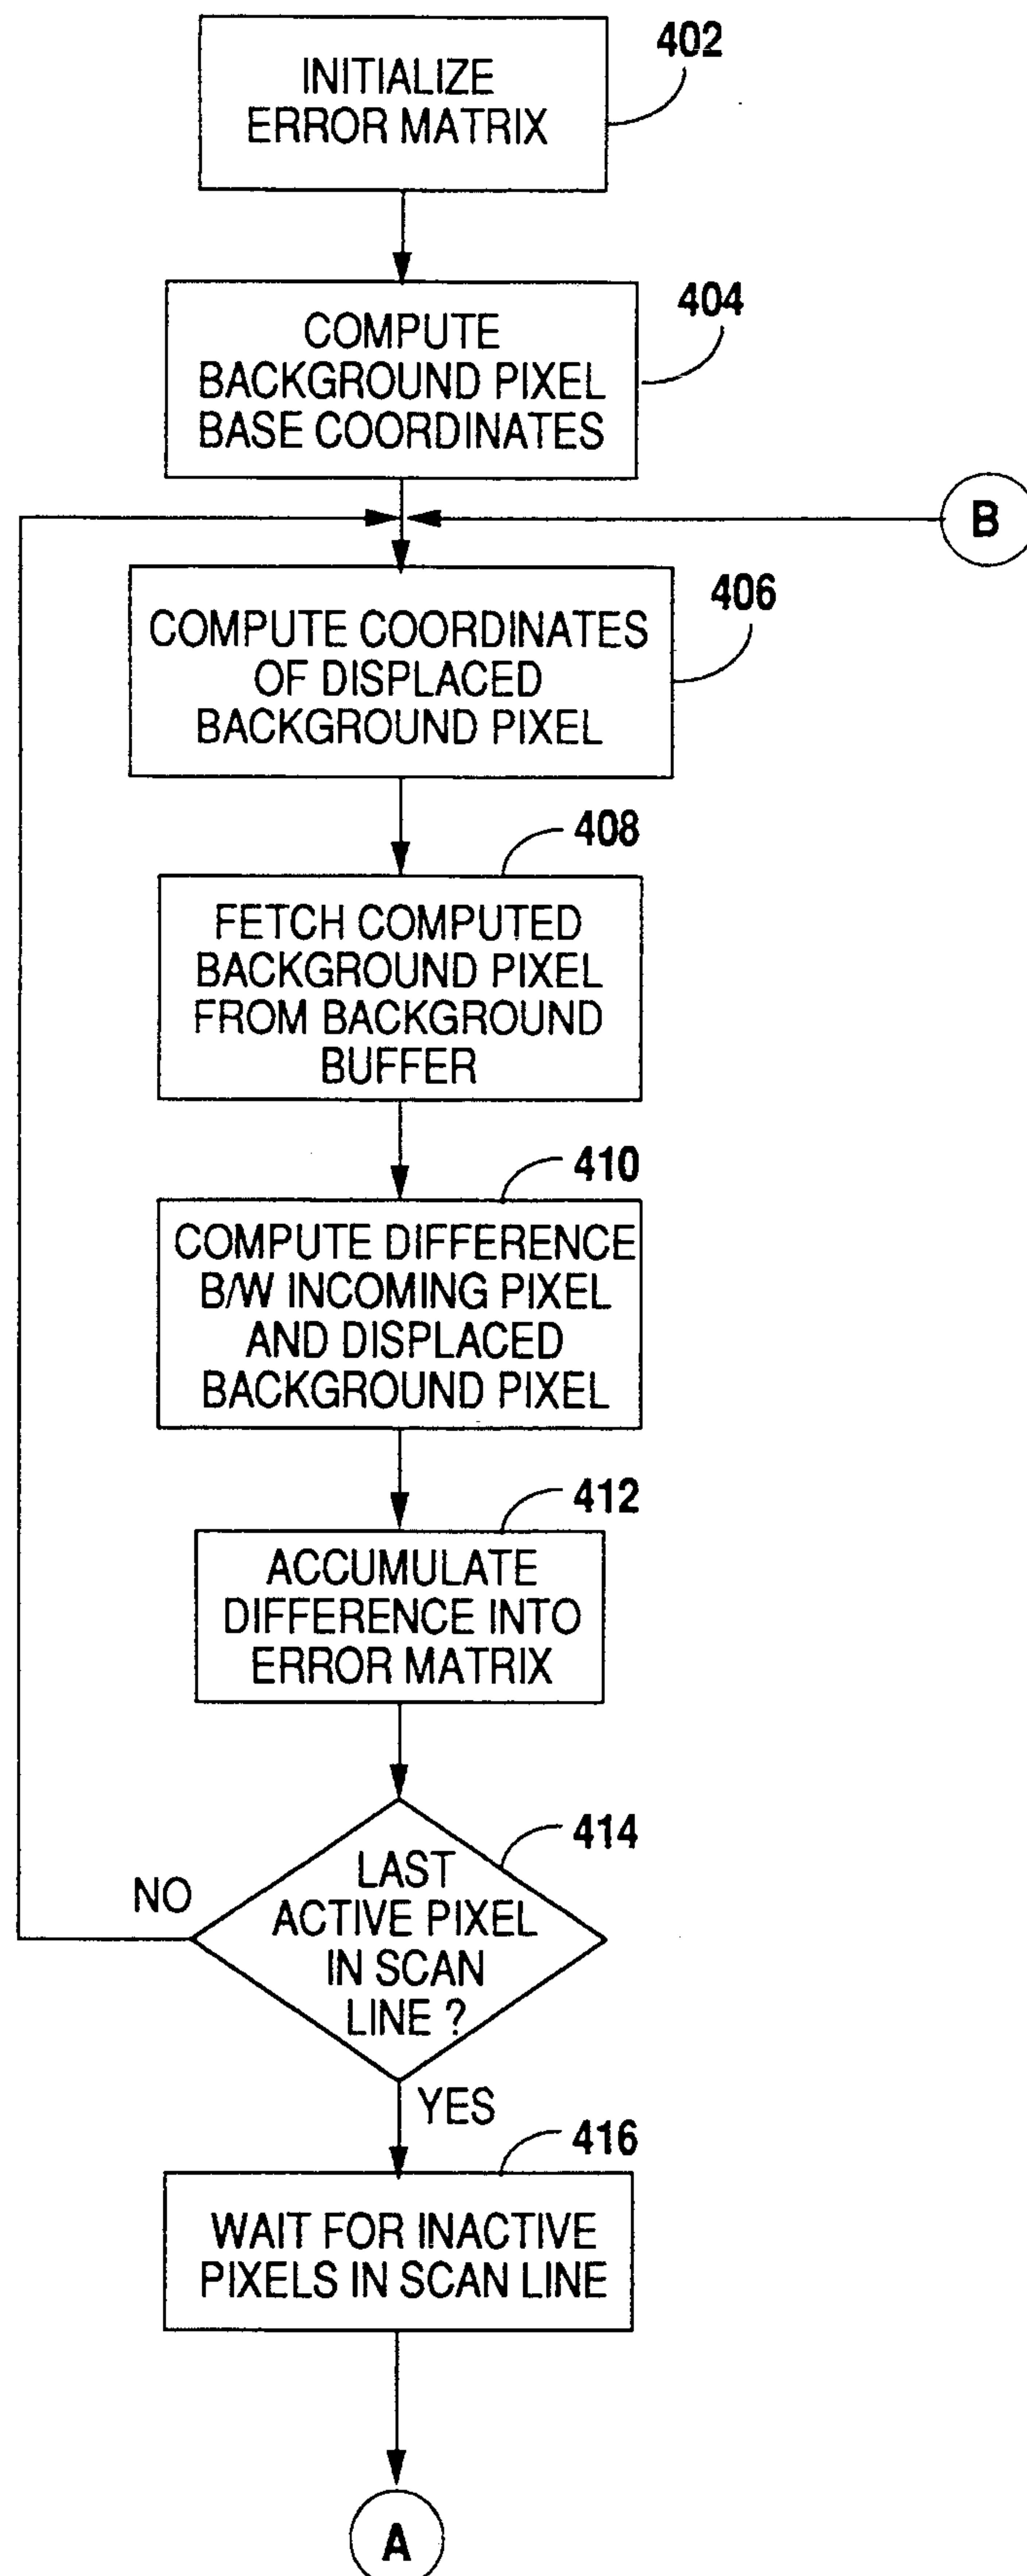 402
INITIALIZE
ERROR MATRIX
404
COMPUTE
BACKGROUND PIXEL
BASE COORDINATES
B
406
COMPUTE COORDINATES
OF DISPLACED
BACKGROUND PIXEL
408
FETCH COMPUTED
BACKGROUND PIXEL
FROM BACKGROUND
BUFFER
410
COMPUTE DIFFERENCE
B/W INCOMING PIXEL
AND DISPLACED
BACKGROUND PIXEL
412
ACCUMULATE
DIFFERENCE INTO
ERROR MATRIX
414
LAST
ACTIVE PIXEL
IN SCAN
LINE ?
NO
YES
416
WAIT FOR INACTIVE
PIXELS IN SCAN LINE
A